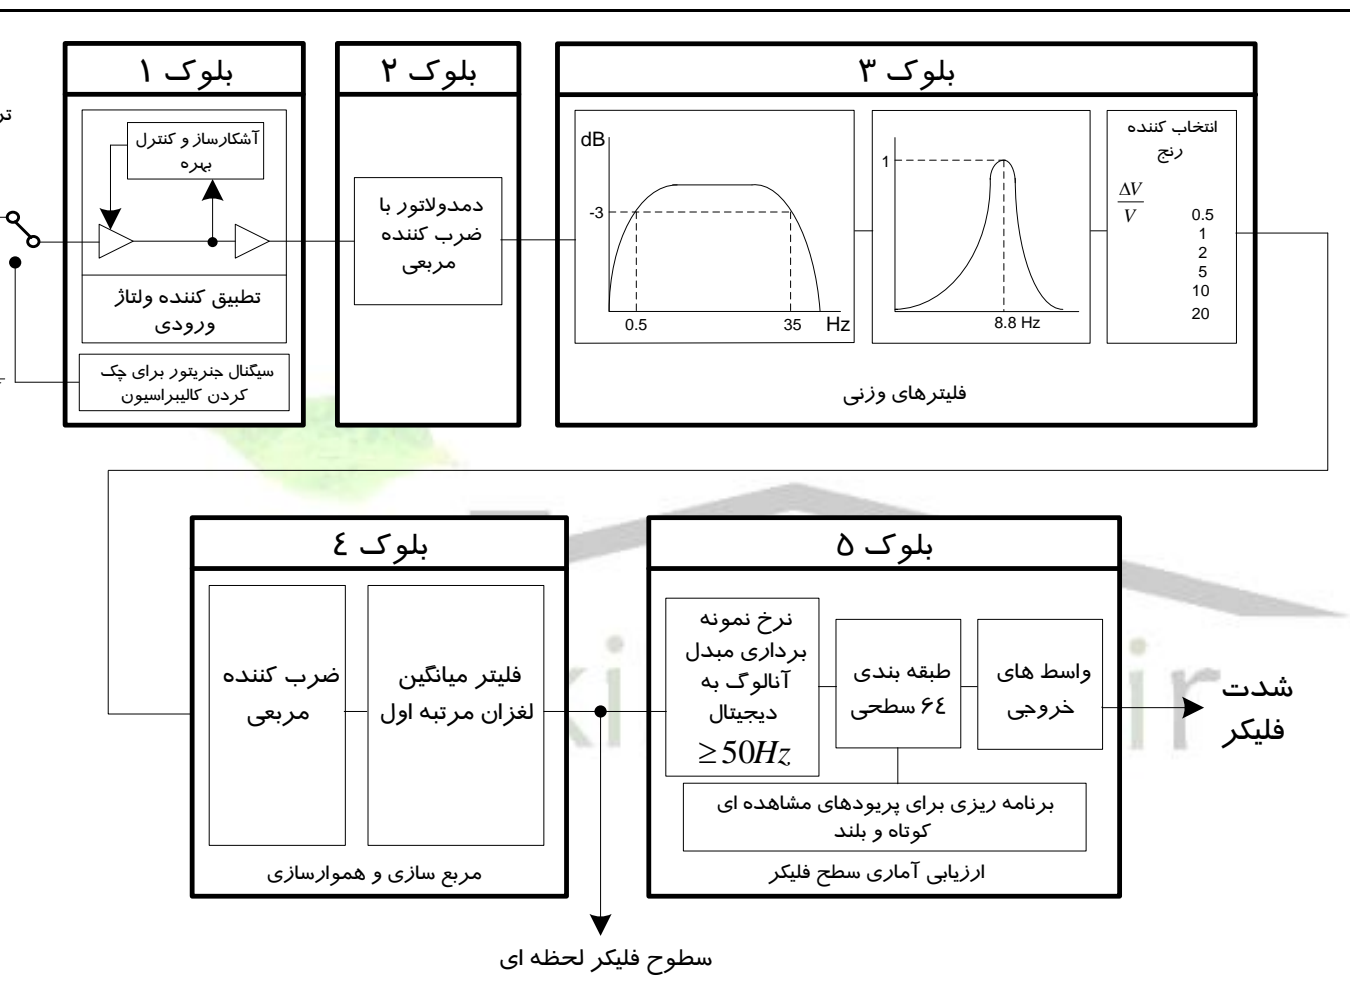 بلوک ۱
بلوک ۲
بلوک ۳
تر
آشکارساز و کنترل
بهره
تطبیق کننده ولتاژ
ورودی
سیگنال جنریتور برای چک
کردن کالیبراسیون
دمدولاتور با
ضرب کننده
مربعی
dB
-3
0.5
35
Hz
1
8.8 Hz
انتخاب کننده
رنج
ΔV
V
0.5
1
2
5
10
20
فلیترهای وزنی
بلوک ٤
بلوک ۵
ضرب کننده
مربعی
فلیتر میانگین
لغزان مرتبه اول
مربع سازی و هموارسازی
نرخ نمونه
برداری مبدل
آنالوگ به
دیجیتال
≥50Hz
طبقه بندی
۶٤ سطحی
واسط های
خروجی
برنامه ریزی برای پریودهای مشاهده ای
کوتاه و بلند
ارزیابی آماری سطح فلیکر
شدت
فلیکر
سطوح فلیکر لحظه ای